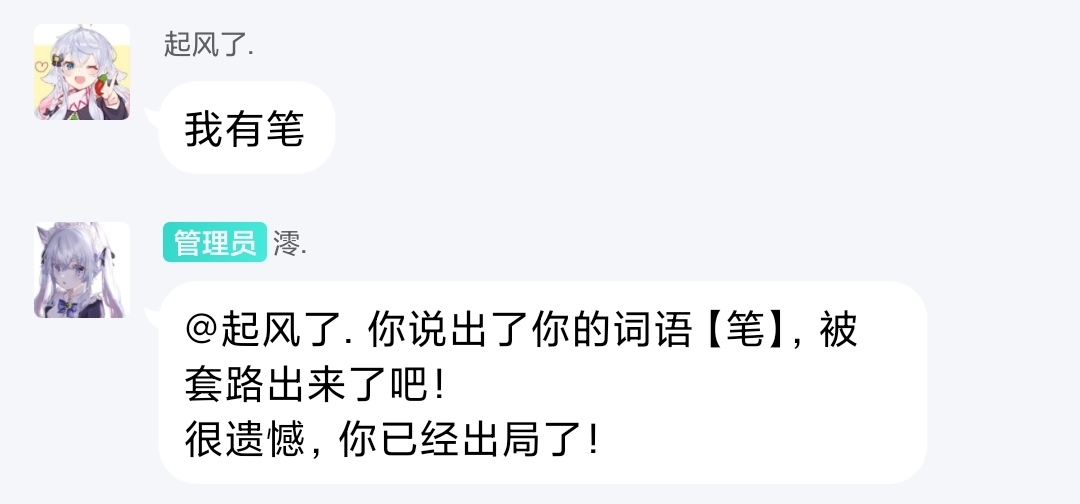 起风了.
我有笔
管理员 澪.
@起风了. 你说出了你的词语【笔】, 被
套路出来了吧!
很遗憾, 你已经出局了!